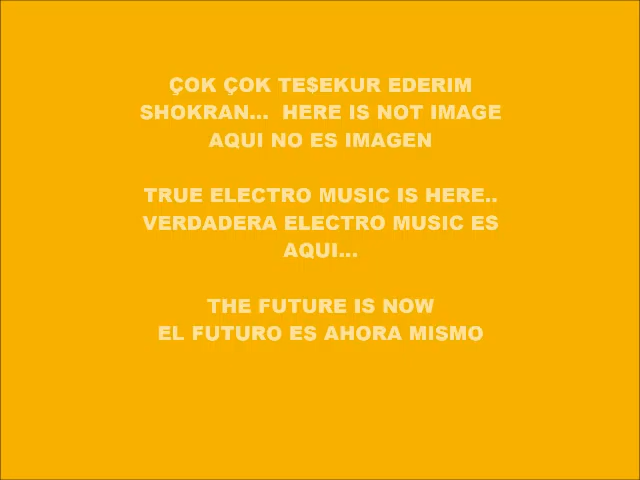 ÇOK ÇOK TE$EKUR EDERIM
SHOKRAN... HERE IS NOT IMAGE
AQUI NO ES IMAGEN
TRUE ELECTRO MUSIC IS HERE..
VERDADERA ELECTRO MUSIC ES
AQUI...
THE FUTURE IS NOW
EL FUTURO ES AHORA MISMO